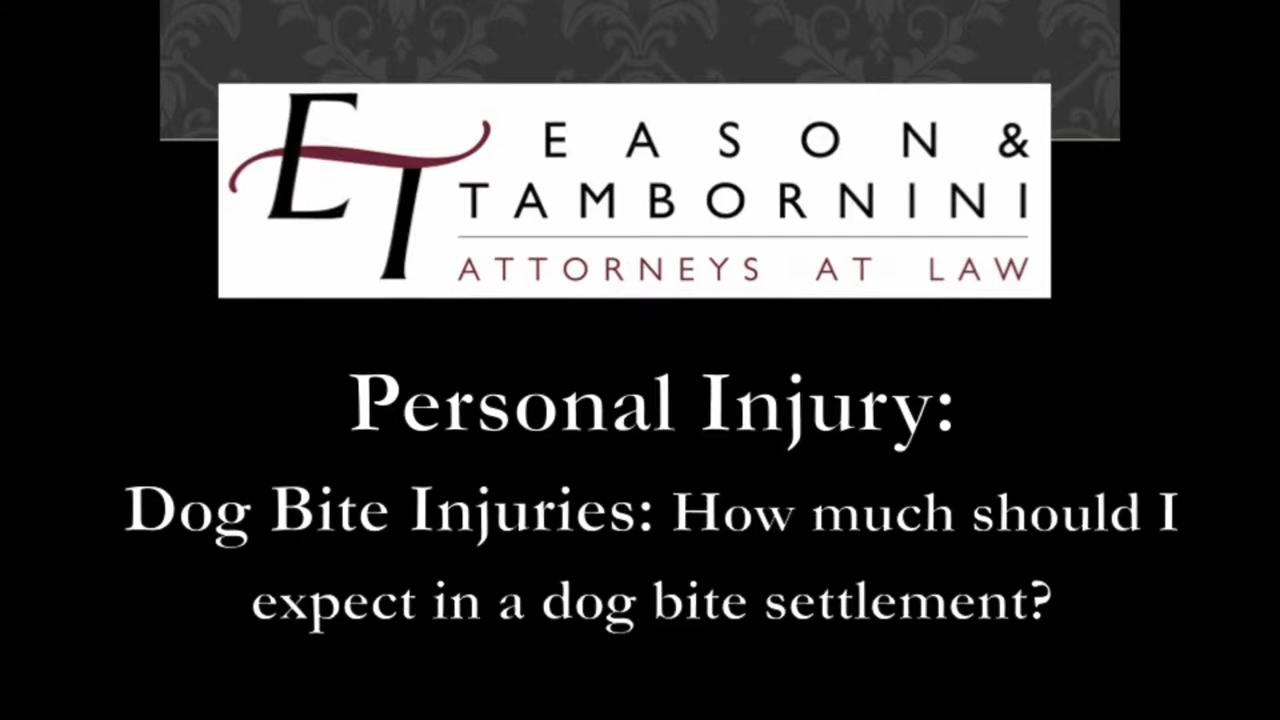 ET
EASON &
TAMBORNINI
ATTORNEYS AT LAW
Personal Injury:
Dog Bite Injuries: How much should I
expect in a dog bite settlement?